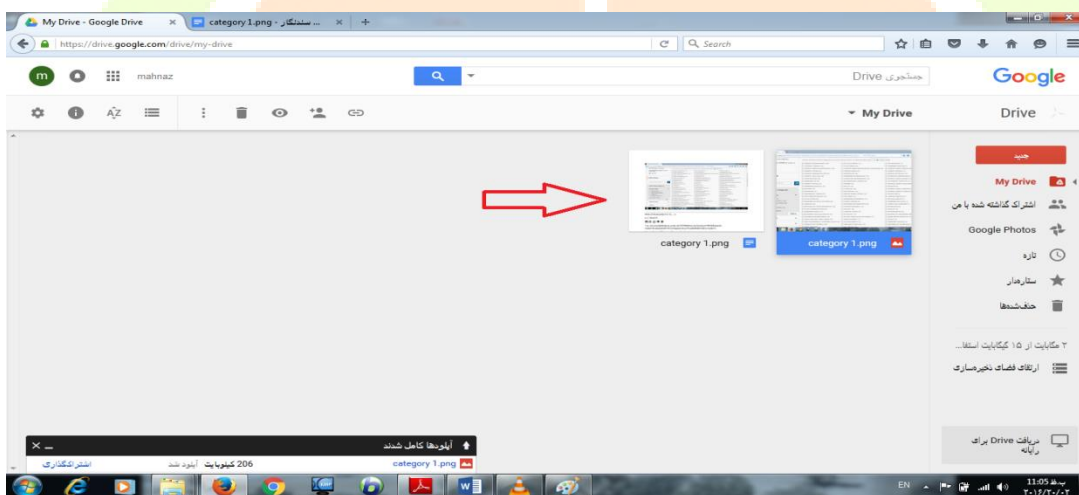 My Drive - Google Drive
category 1.png - سندنگار ...
https://drive.google.com/drive/my-drive
Search
m
mahnaz
جستجوی Drive
Google
AZ
My Drive
Drive
جدید
My Drive
اشتراک گذاشته شده با من
Google Photos
تازه
ستاره‌دار
حذف‌شده‌ها
۲ مگابایت از ۱۵ گیگابایت استفا...
ارتقای فضای ذخیره‌سازی
دریافت Drive برای
رایانه
category 1.png
category 1.png
آپلودها کامل شدند
category 1.png
206 کیلوبایت آپلود شد
اشتراک‌گذاری
EN
11:05 ب.ظ